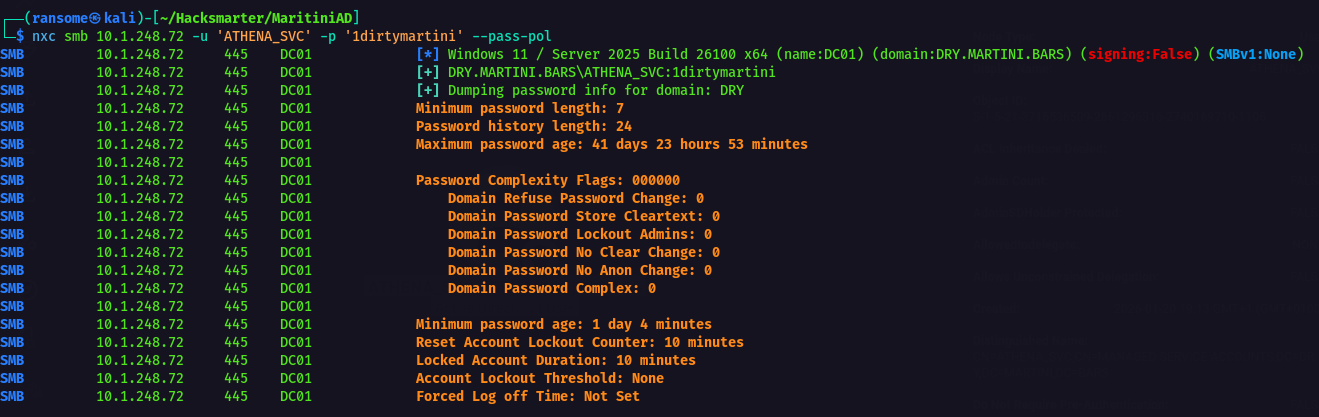 ┌──(ransome㉿kali)-[~/Hacksmarter/MaritiniAD]
└─$ nxc smb 10.1.248.72 -u 'ATHENA_SVC' -p '1dirtymartini' --pass-pol
SMB 10.1.248.72 445 DC01 [*] Windows 11 / Server 2025 Build 26100 x64 (name:DC01) (domain:DRY.MARTINI.BARS) (signing:False) (SMBv1:None)
SMB 10.1.248.72 445 DC01 [+] DRY.MARTINI.BARS\ATHENA_SVC:1dirtymartini
SMB 10.1.248.72 445 DC01 [+] Dumping password info for domain: DRY
SMB 10.1.248.72 445 DC01 Minimum password length: 7
SMB 10.1.248.72 445 DC01 Password history length: 24
SMB 10.1.248.72 445 DC01 Maximum password age: 41 days 23 hours 53 minutes
SMB 10.1.248.72 445 DC01
SMB 10.1.248.72 445 DC01 Password Complexity Flags: 000000
SMB 10.1.248.72 445 DC01 Domain Refuse Password Change: 0
SMB 10.1.248.72 445 DC01 Domain Password Store Cleartext: 0
SMB 10.1.248.72 445 DC01 Domain Password Lockout Admins: 0
SMB 10.1.248.72 445 DC01 Domain Password No Clear Change: 0
SMB 10.1.248.72 445 DC01 Domain Password No Anon Change: 0
SMB 10.1.248.72 445 DC01 Domain Password Complex: 0
SMB 10.1.248.72 445 DC01
SMB 10.1.248.72 445 DC01 Minimum password age: 1 day 4 minutes
SMB 10.1.248.72 445 DC01 Reset Account Lockout Counter: 10 minutes
SMB 10.1.248.72 445 DC01 Locked Account Duration: 10 minutes
SMB 10.1.248.72 445 DC01 Account Lockout Threshold: None
SMB 10.1.248.72 445 DC01 Forced Log off Time: Not Set